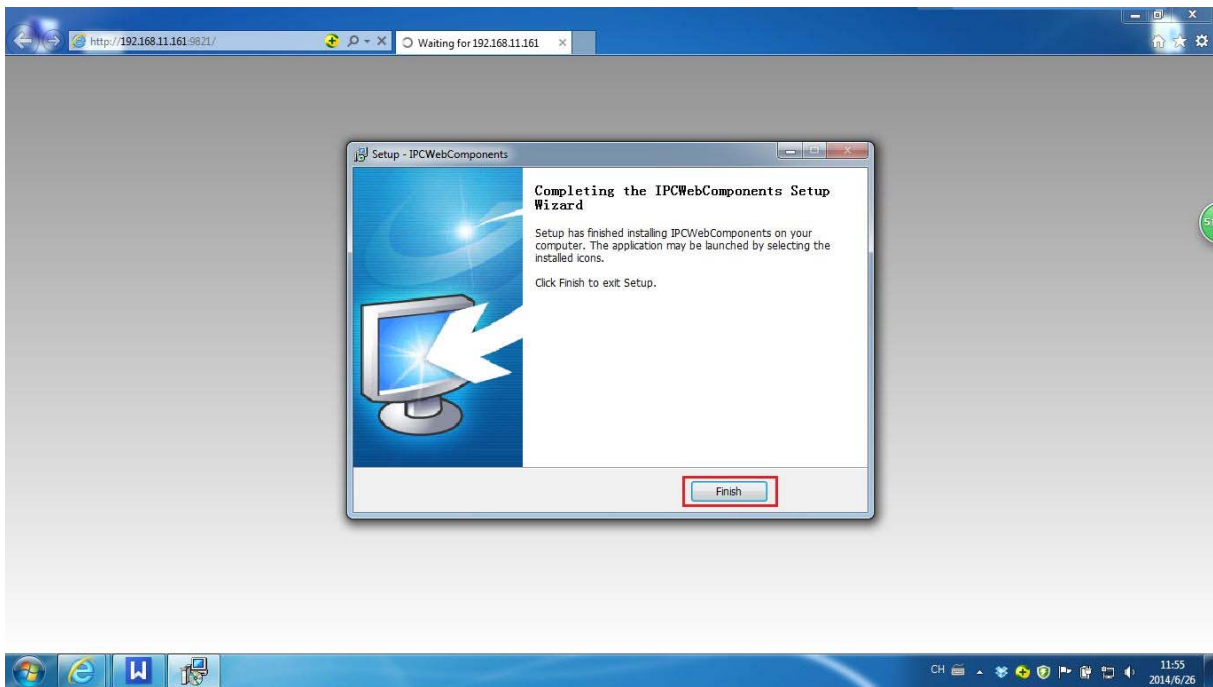 http://192.168.11.161:9821/
Waiting for 192.168.11.161
Setup - IPCWebComponents
Completing the IPCWebComponents Setup
Wizard
Setup has finished installing IPCWebComponents on your
computer. The application may be launched by selecting the
installed icons.
Click Finish to exit Setup.
Finish
CH
11:55
2014/6/26